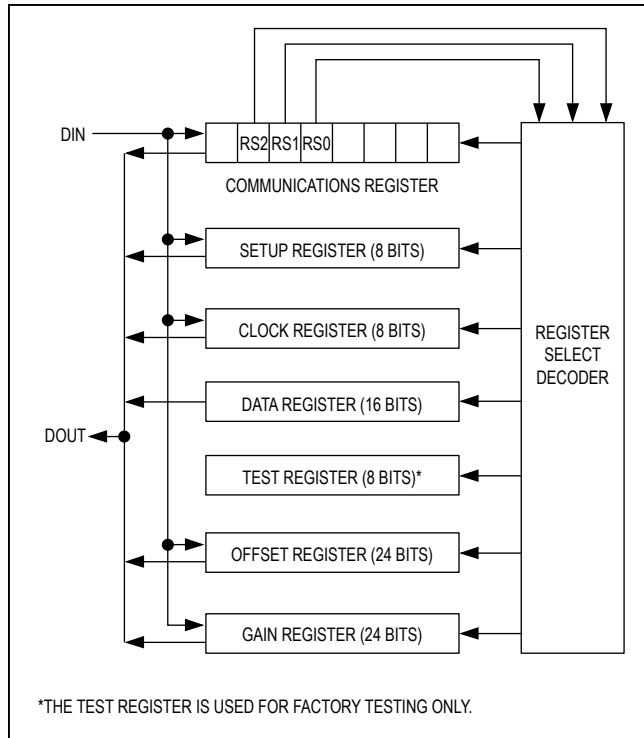 DIN
RS2 RS1 RS0
COMMUNICATIONS REGISTER
SETUP REGISTER (8 BITS)
CLOCK REGISTER (8 BITS)
REGISTER
SELECT
DECODER
DATA REGISTER (16 BITS)
DOUT
TEST REGISTER (8 BITS)*
OFFSET REGISTER (24 BITS)
GAIN REGISTER (24 BITS)
*THE TEST REGISTER IS USED FOR FACTORY TESTING ONLY.